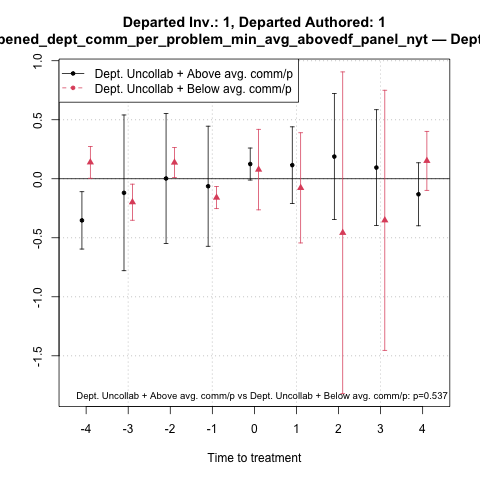 Departed Inv.: 1, Departed Authored: 1
pened_dept_comm_per_problem_min_avg_abovedf_panel_nyt — Dept
Dept. Uncollab + Above avg. comm/p
Dept. Uncollab + Below avg. comm/p
1.0
0.5
0.0
-0.5
-1.0
-1.5
Dept. Uncollab + Above avg. comm/p vs Dept. Uncollab + Below avg. comm/p: p=0.537
-4 -3 -2 -1 0 1 2 3 4
Time to treatment